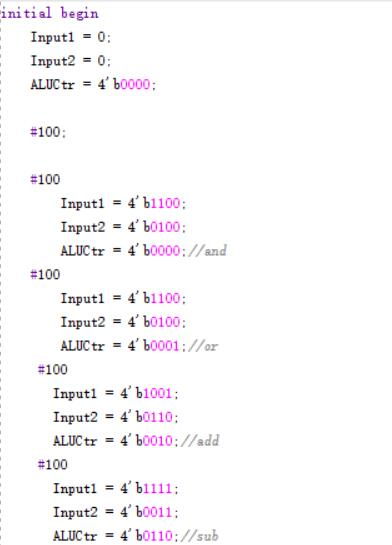 initial begin
Input1 = 0;
Input2 = 0;
ALUCtr = 4'b0000;
#100;
#100
Input1 = 4'b1100;
Input2 = 4'b0100;
ALUCtr = 4'b0000;//and
#100
Input1 = 4'b1100;
Input2 = 4'b0100;
ALUCtr = 4'b0001;//or
#100
Input1 = 4'b1001;
Input2 = 4'b0110;
ALUCtr = 4'b0010;//add
#100
Input1 = 4'b1111;
Input2 = 4'b0011;
ALUCtr = 4'b0110;//sub